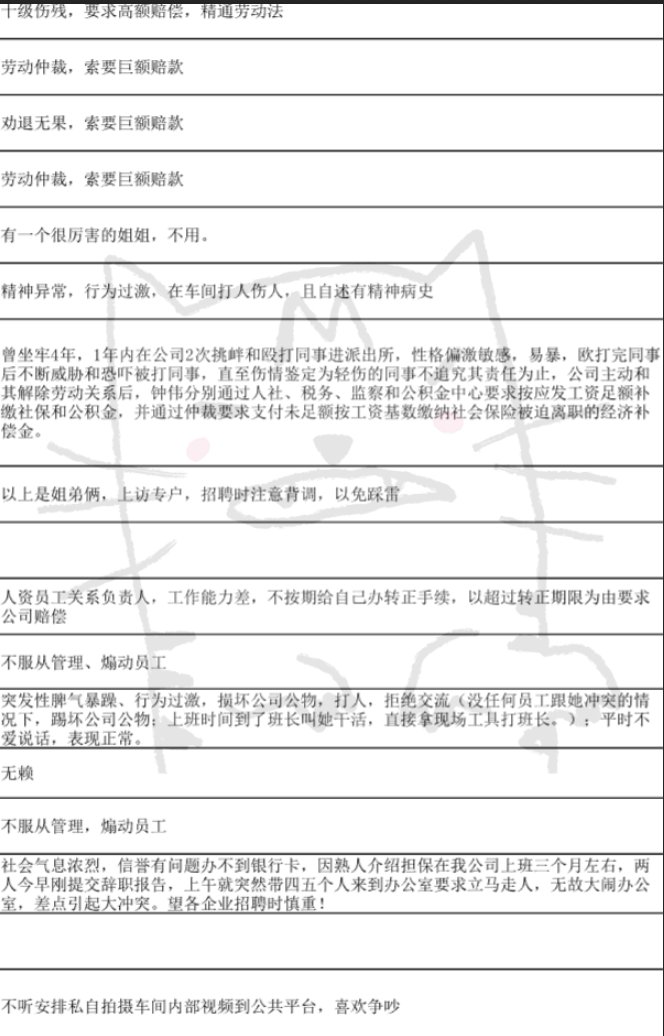 十级伤残，要求高额赔偿，精通劳动法
劳动仲裁，索要巨额赔款
劝退无果，索要巨额赔款
劳动仲裁，索要巨额赔款
有一个很厉害的姐姐，不用。
精神异常，行为过激，在车间打人伤人，且自述有精神病史
曾坐牢4年，1年内在公司2次挑衅和殴打同事进派出所，性格偏激敏感，易暴，欧打完同事
后不断威胁和恐吓被打同事，直至伤情鉴定为轻伤的同事不追究其责任为止，公司主动和
其解除劳动关系后，钟伟分别通过人社、税务、监察和公积金中心要求按应发工资足额补
缴社保和公积金，并通过仲裁要求支付未足额按工资基数缴纳社会保险被迫离职的经济补
偿金。
以上是姐弟俩，上访专户，招聘时注意背调，以免踩雷
人资员工关系负责人，工作能力差，不按期给自己办转正手续，以超过转正期限为由要求
公司赔偿
不服从管理、煽动员工
突发性脾气暴躁、行为过激，损坏公司公物，打人，拒绝交流（没任何员工跟她冲突的情
况下，踢坏公司公物；上班时间到了班长叫她干活，直接拿现场工具打班长。）；平时不
爱说话，表现正常。
无赖
不服从管理，煽动员工
社会气息浓烈，信誉有问题办不到银行卡，因熟人介绍担保在我公司上班三个月左右，两
人今早刚提交辞职报告，上午就突然带四五个人来到办公室要求立马走人，无故大闹办公
室，差点引起大冲突。望各企业招聘时慎重！
不听安排私自拍摄车间内部视频到公共平台，喜欢争吵